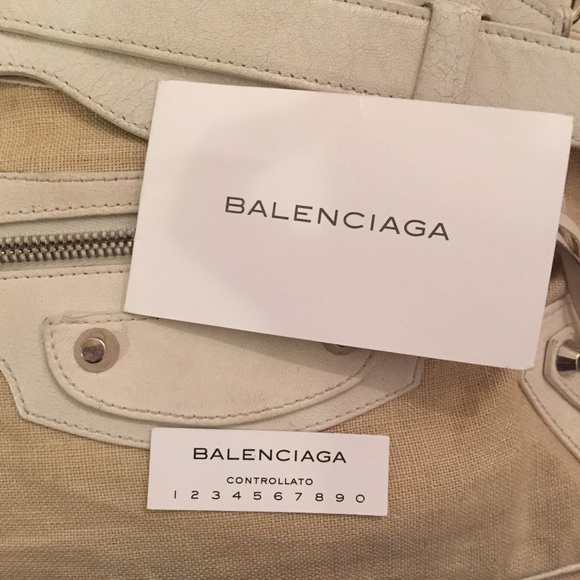 BALENCIAGA
BALENCIAGA
CONTROLLATO
1 2 3 4 5 6 7 8 9 0